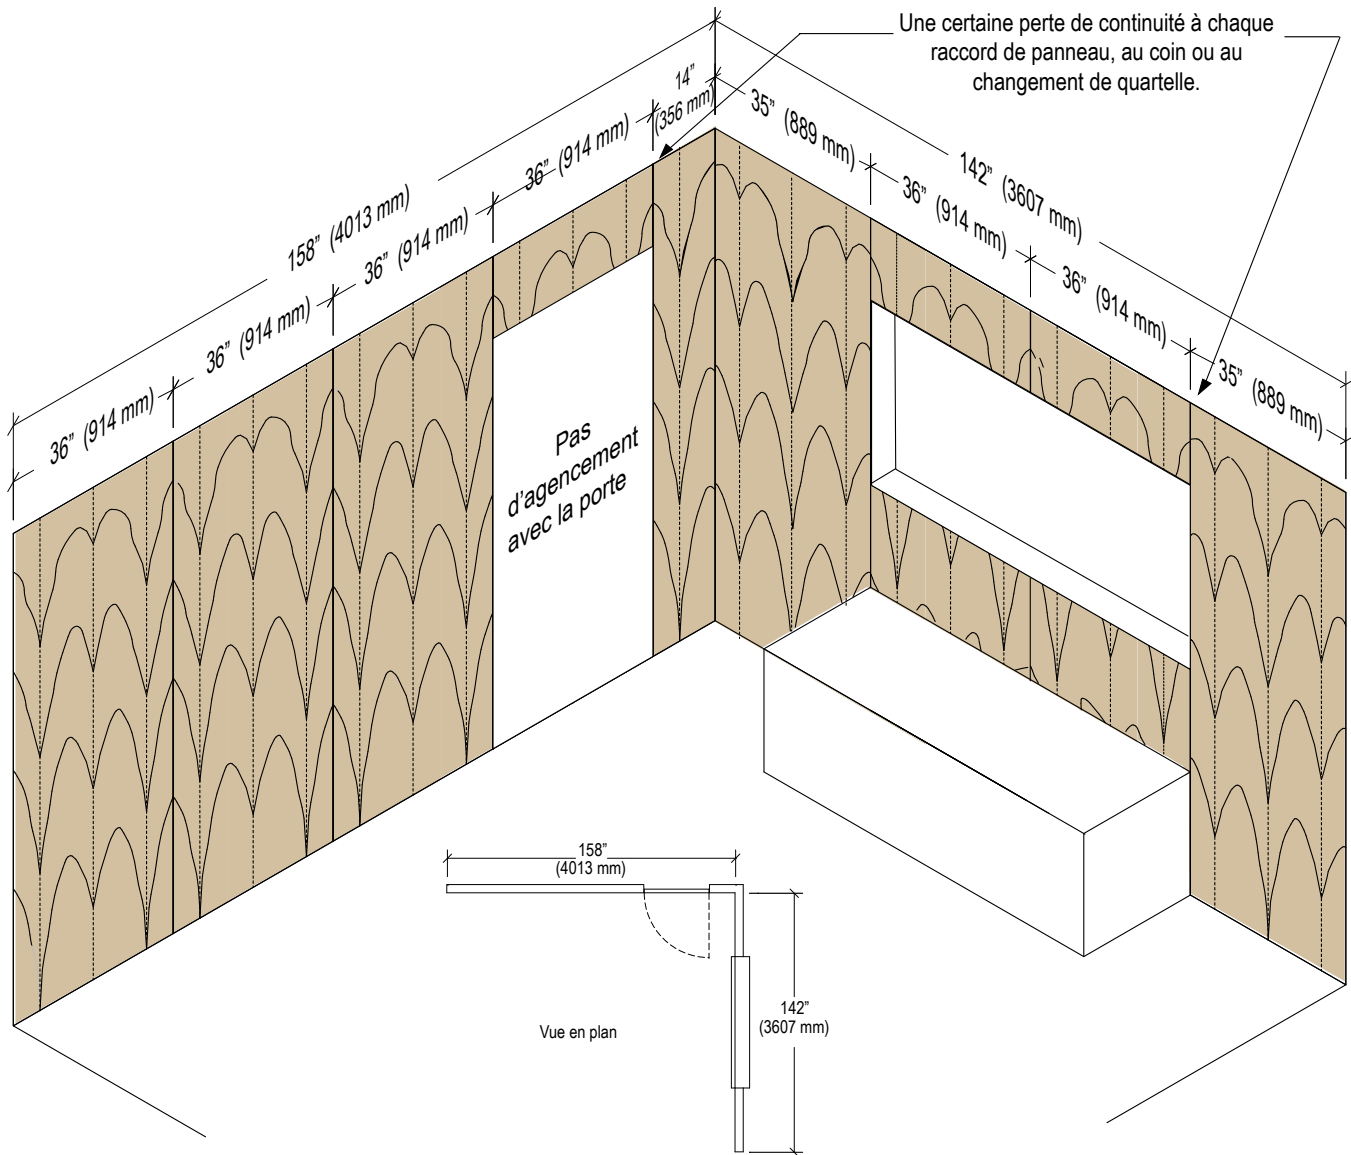 Une certaine perte de continuité à chaque
raccord de panneau, au coin ou au
changement de quartelle.
14”
(356 mm)
35” (889 mm)
142” (3607 mm)
36” (914 mm)
36” (914 mm)
36” (914 mm)
35” (889 mm)
158” (4013 mm)
36” (914 mm)
36” (914 mm)
36” (914 mm)
Pas
d’agencement
avec la porte
158”
(4013 mm)
142”
(3607 mm)
Vue en plan